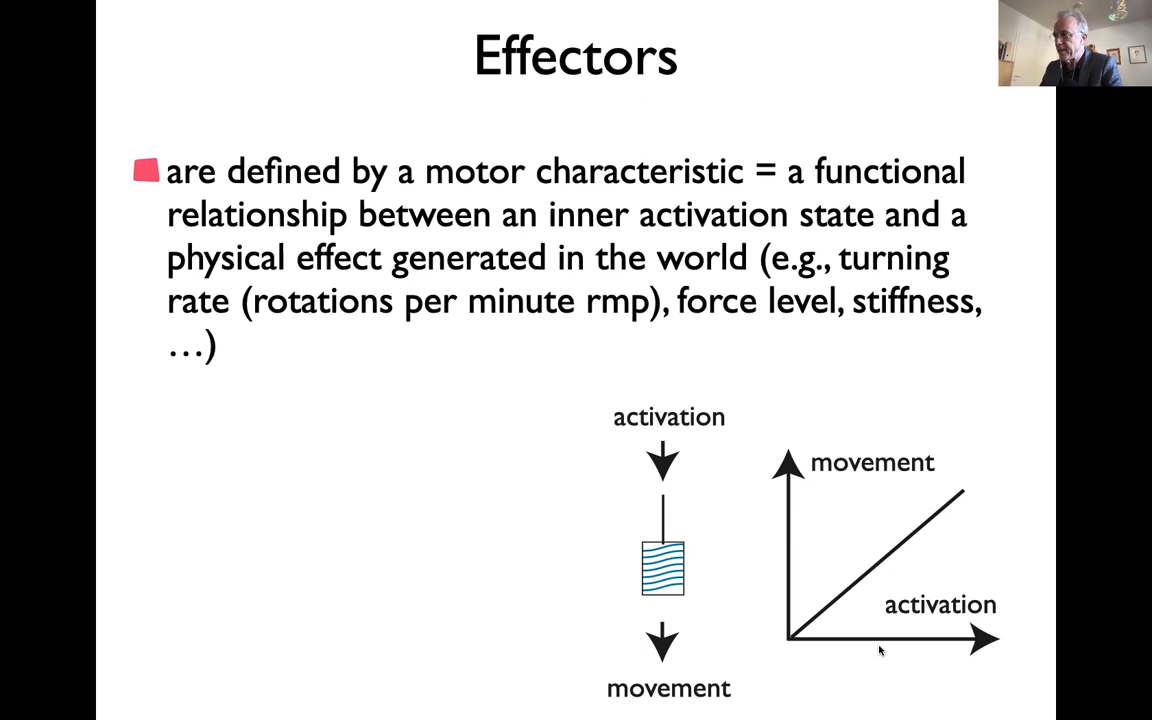 Effectors
are defined by a motor characteristic = a functional
relationship between an inner activation state and a
physical effect generated in the world (e.g., turning
rate (rotations per minute rmp), force level, stiffness,
…)
activation
movement
movement
activation